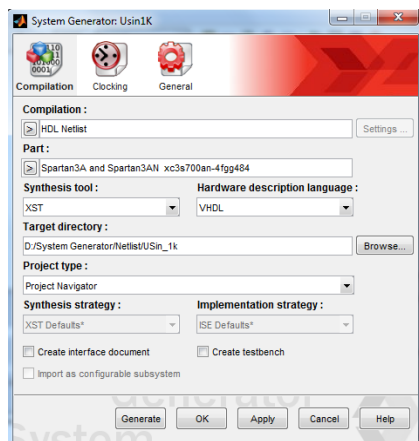 System Generator: Usin1K
Compilation
Clocking
General
Compilation :
> HDL Netlist
Settings ...
Part :
> Spartan3A and Spartan3AN xc3s700an-4fgg484
Synthesis tool :
Hardware description language :
XST
VHDL
Target directory :
D:/System Generator/Netlist/USin_1k
Browse...
Project type :
Project Navigator
Synthesis strategy :
Implementation strategy :
XST Defaults*
ISE Defaults*
Create interface document
Create testbench
Import as configurable subsystem
Generate
OK
Apply
Cancel
Help